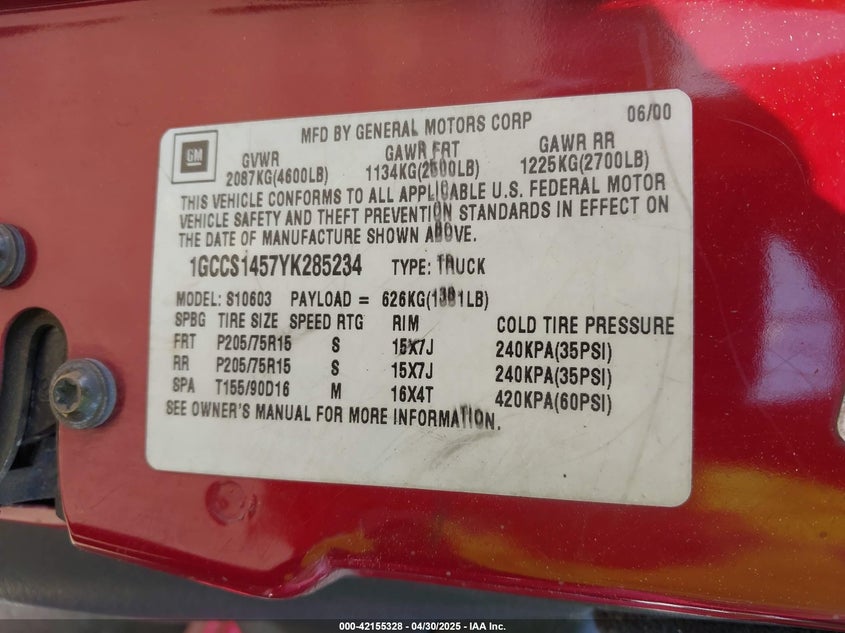 MFD BY GENERAL MOTORS CORP 06/00
GM
GVWR GAWR FRT GAWR RR
2087KG(4600LB) 1134KG(2500LB) 1225KG(2700LB)
THIS VEHICLE CONFORMS TO ALL APPLICABLE U.S. FEDERAL MOTOR
VEHICLE SAFETY AND THEFT PREVENTION STANDARDS IN EFFECT ON
THE DATE OF MANUFACTURE SHOWN ABOVE.
1GCCS1457YK285234 TYPE: TRUCK
MODEL: S10603 PAYLOAD = 626KG(1381LB)
SPBG TIRE SIZE SPEED RTG RIM COLD TIRE PRESSURE
FRT P205/75R15 S 15X7J 240KPA(35PSI)
RR P205/75R15 S 15X7J 240KPA(35PSI)
SPA T155/90D16 M 16X4T 420KPA(60PSI)
SEE OWNER'S MANUAL FOR MORE INFORMATION.
000-42155328 - 04/30/2025 - IAA Inc.